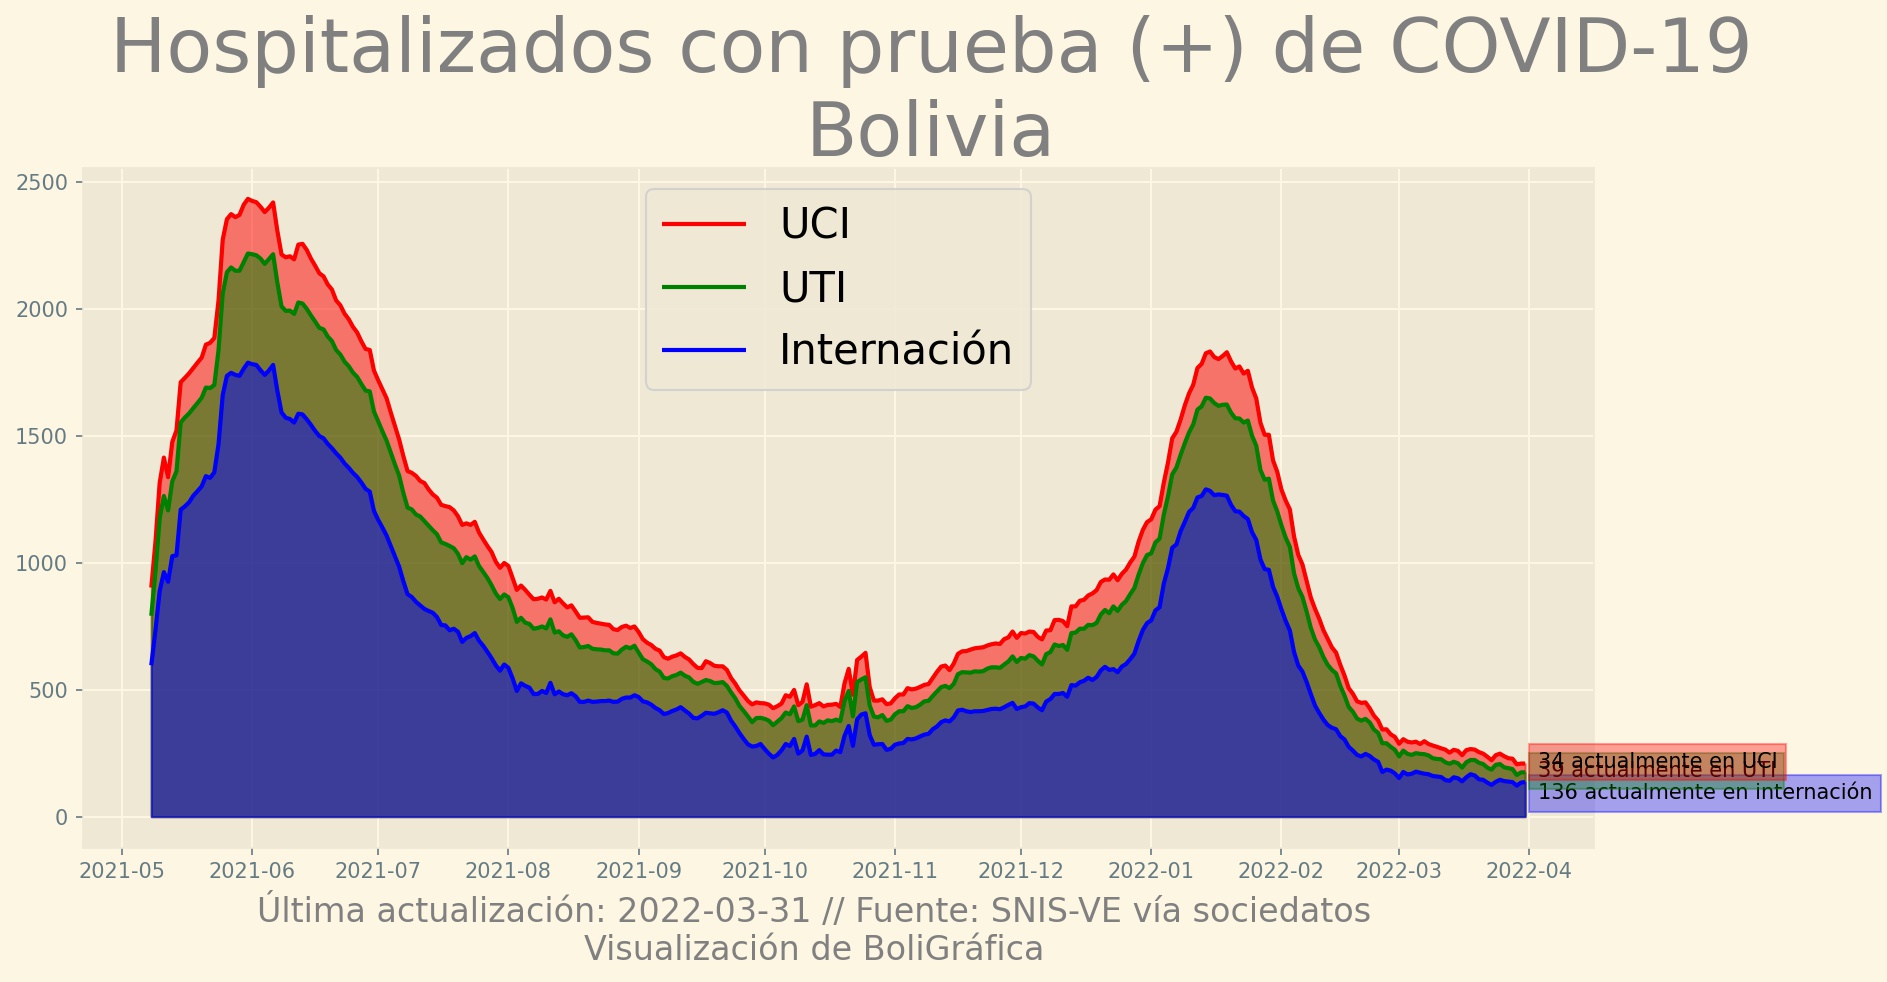 Hospitalizados con prueba (+) de COVID-19
Bolivia
2500
2000
1500
1000
500
0
UCI
UTI
Internación
34 actualmente en UCI
39 actualmente en UTI
136 actualmente en internación
2021-05 2021-06 2021-07 2021-08 2021-09 2021-10 2021-11 2021-12 2022-01 2022-02 2022-03 2022-04
Última actualización: 2022-03-31 // Fuente: SNIS-VE vía sociedatos
Visualización de BoliGráfica